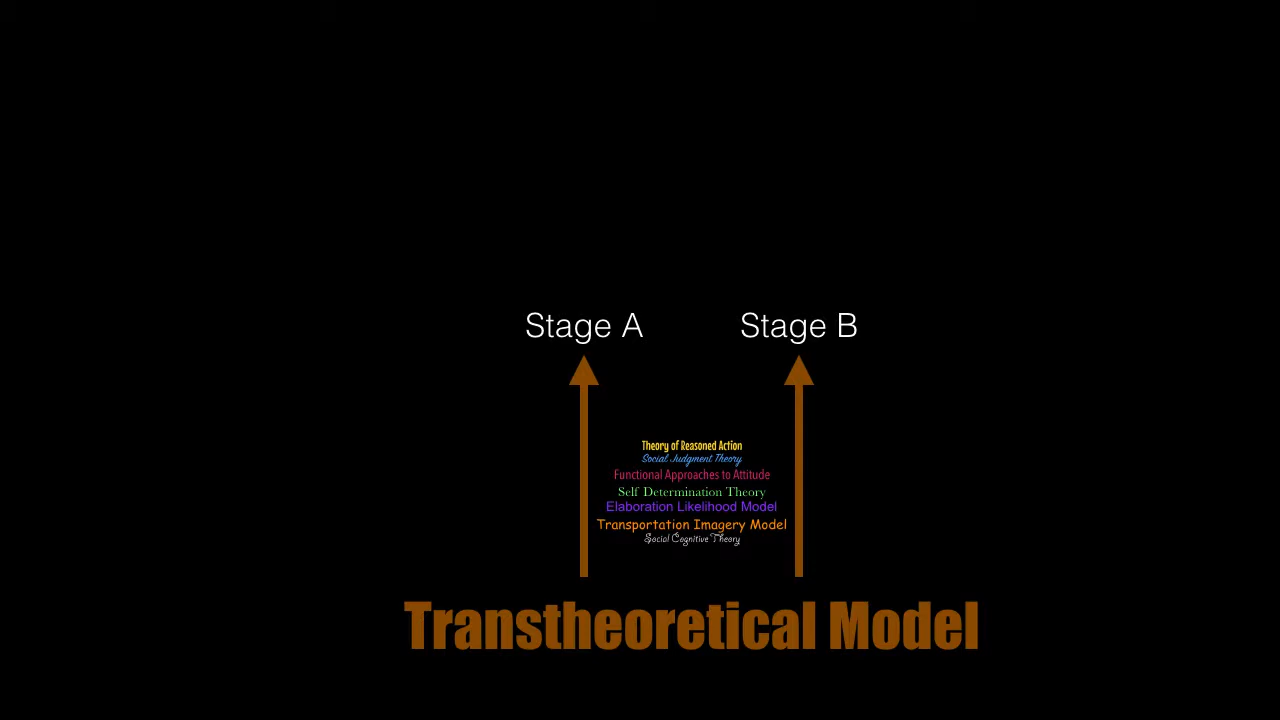 Stage A Stage B
Theory of Reasoned Action
Social Judgment Theory
Functional Approaches to Attitude
Self Determination Theory
Elaboration Likelihood Model
Transportation Imagery Model
Social Cognitive Theory
Transtheoretical Model